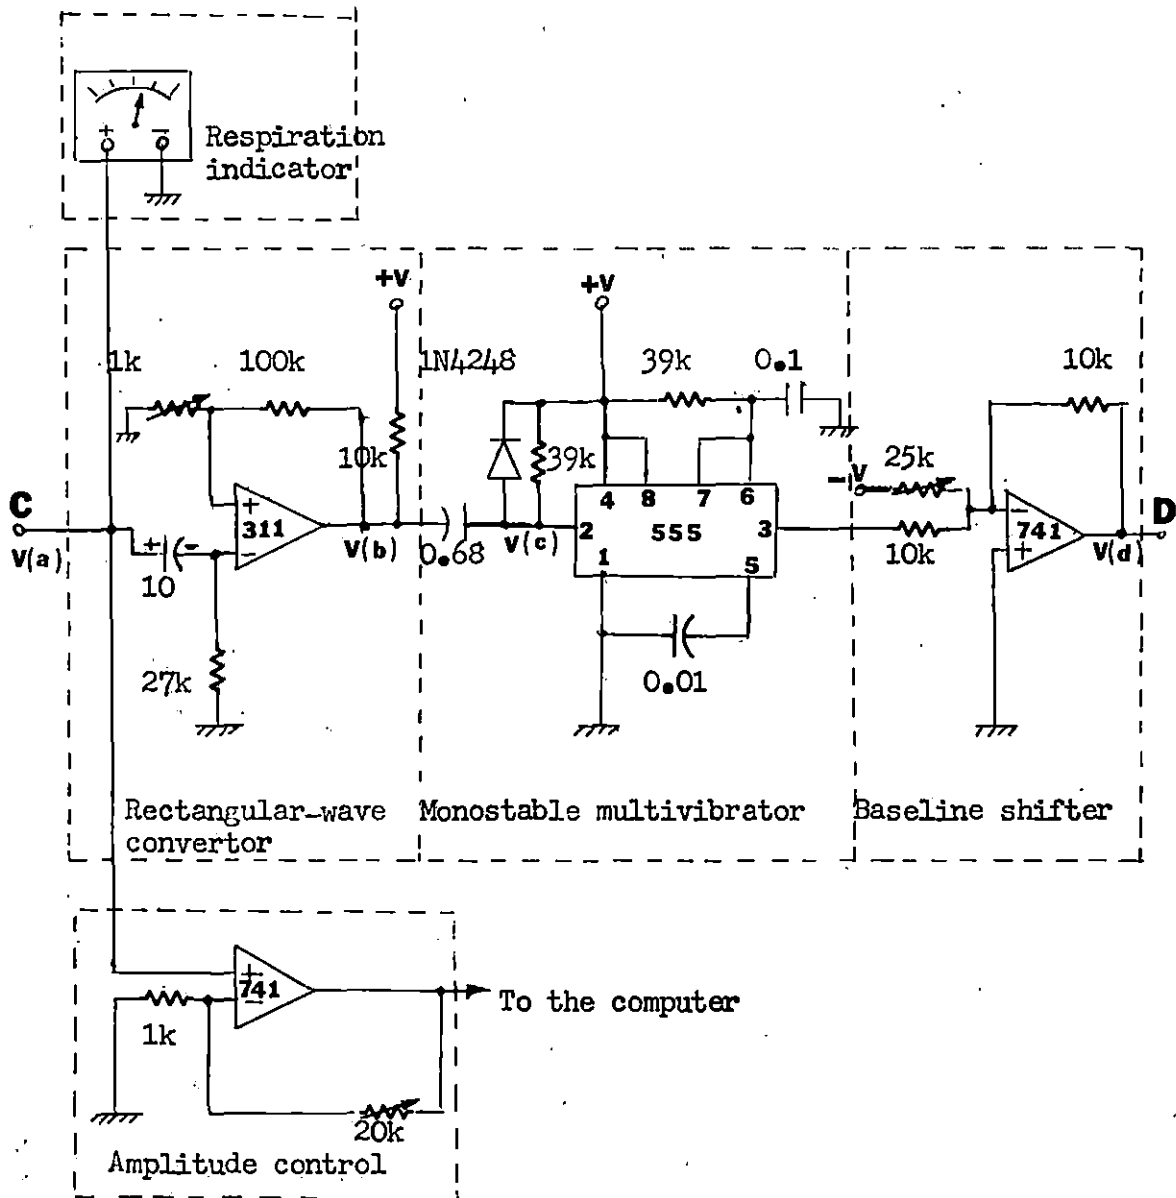 + −
Respiration
indicator
+V
+V
1k
100k
1N4248
39k
0.1
10k
10k
39k
-V
25k
C
V(a)
+ -
10
+
311
−
V(b)
0.68
V(c)
4 8 7 6
2 555 3
1 5
10k
−
741
+
V(d)
D
27k
0.01
Rectangular-wave
convertor
Monostable multivibrator
Baseline shifter
+
741
−
1k
To the computer
20k
Amplitude control